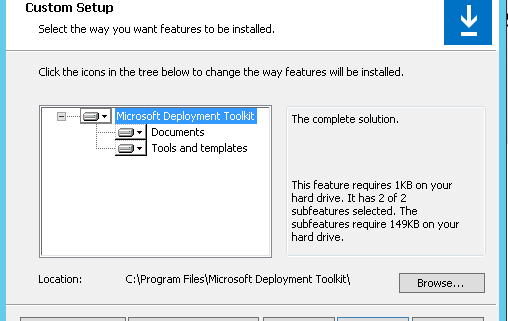 Custom Setup
Select the way you want features to be installed.
Click the icons in the tree below to change the way features will be installed.
Microsoft Deployment Toolkit
Documents
Tools and templates
The complete solution.
This feature requires 1KB on your
hard drive. It has 2 of 2
subfeatures selected. The
subfeatures require 149KB on your
hard drive.
Location: C:\Program Files\Microsoft Deployment Toolkit\
Browse...